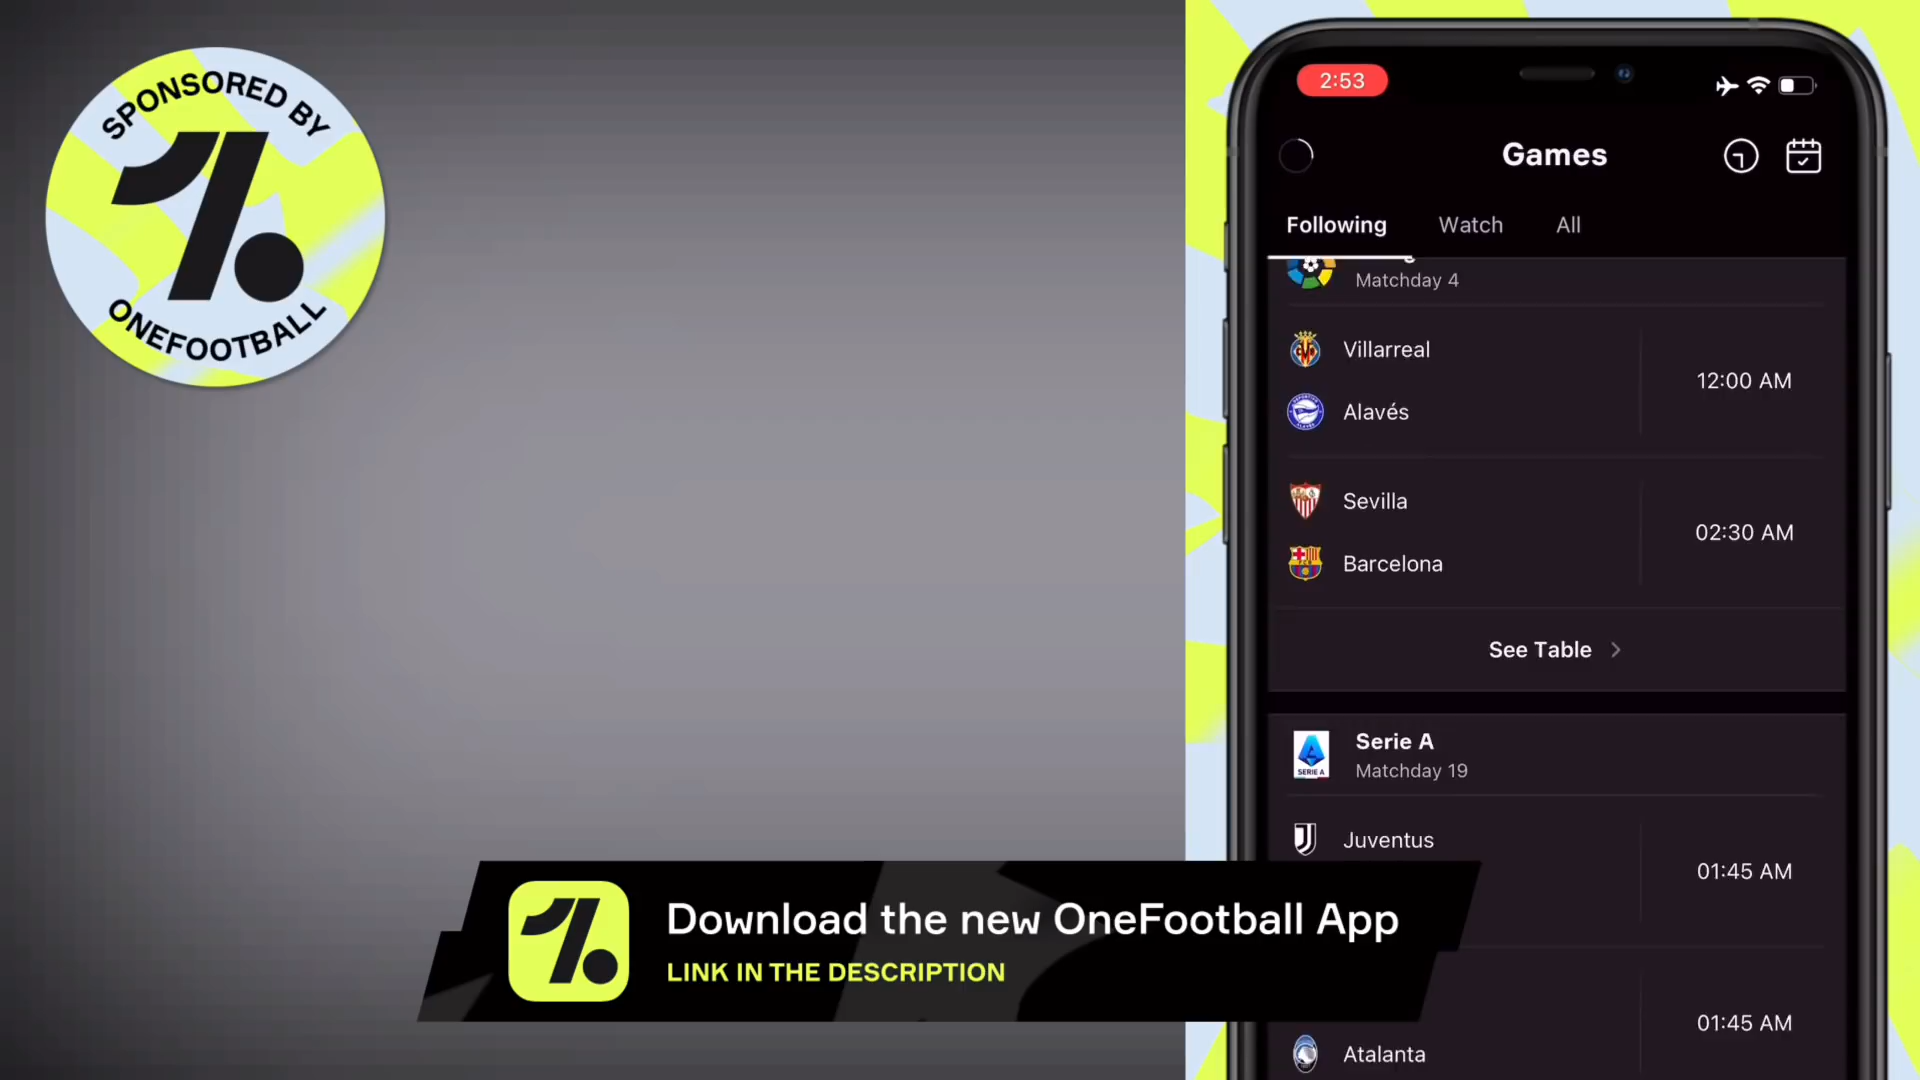 SPONSORED BY
ONEFOOTBALL
2:53
Games
Following
Watch
All
Matchday 4
Villarreal
Alavés
12:00 AM
Sevilla
Barcelona
02:30 AM
See Table
SERIE A
Serie A
Matchday 19
Juventus
01:45 AM
Download the new OneFootball App
LINK IN THE DESCRIPTION
01:45 AM
Atalanta